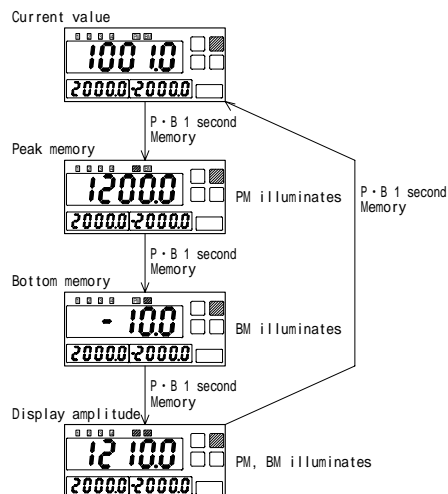 Current value
1001.0
2000.0 -2000.0
P・B 1 second
Memory
Peak memory
1200.0
PM illuminates
2000.0 -2000.0
P・B 1 second
Memory
P・B 1 second
Memory
Bottom memory
-10.0
BM illuminates
2000.0 -2000.0
P・B 1 second
Memory
Display amplitude
1210.0
PM, BM illuminates
2000.0 -2000.0